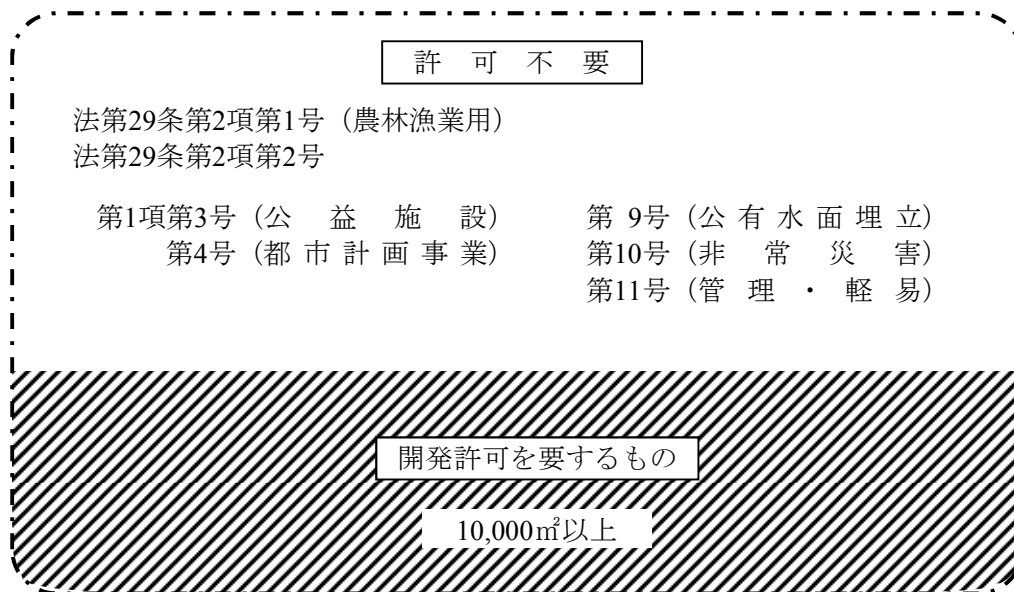 許可不要
法第29条第2項第1号（農林漁業用）
法第29条第2項第2号
第1項第3号（公益施設） 第9号（公有水面埋立）
第4号（都市計画事業） 第10号（非常災害）
第11号（管理・軽易）
開発許可を要するもの
10,000㎡以上